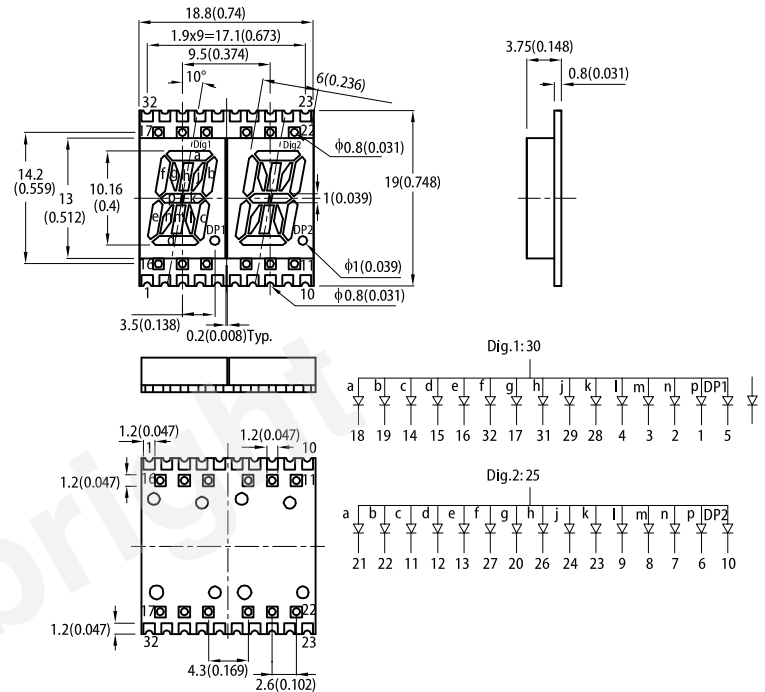 18.8(0.74)
1.9x9=17.1(0.673)
9.5(0.374)
10°
6(0.236)
32
23
17
22
Dig1
Dig2
a
f g h j b
p k
e n m l c
d
DP1
DP2
16
11
1
10
14.2
(0.559)
13
(0.512)
10.16
(0.4)
ϕ0.8(0.031)
19(0.748)
1(0.039)
ϕ1(0.039)
ϕ0.8(0.031)
3.5(0.138)
0.2(0.008)Typ.
3.75(0.148)
0.8(0.031)
Dig.1:30
a b c d e f g h j k l m n p DP1
18 19 14 15 16 32 17 31 29 28 4 3 2 1 5
Dig.2:25
a b c d e f g h j k l m n p DP2
21 22 11 12 13 27 20 26 24 23 9 8 7 6 10
1.2(0.047)
1
1.2(0.047)
10
1.2(0.047)
16
11
17
22
1.2(0.047)
32
23
4.3(0.169)
2.6(0.102)
bright